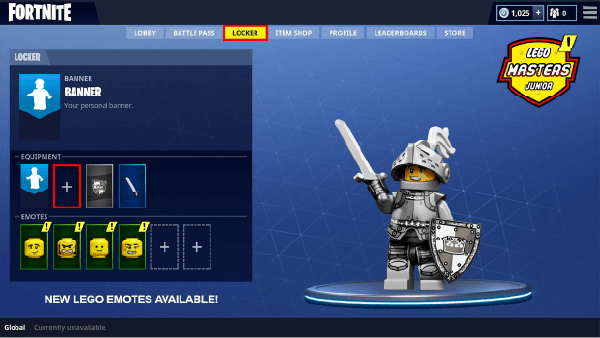 FORTNITE
1,025 +
0
LOBBY
BATTLE PASS
LOCKER
ITEM SHOP
PROFILE
LEADERBOARDS
STORE
LOCKER
BANNER
BANNER
Your personal banner.
EQUIPMENT
+
EMOTES
!
!
!
!
+
+
NEW LEGO EMOTES AVAILABLE!
LEGO
!
MASTERS
JUNIOR
Global
Currently unavailable